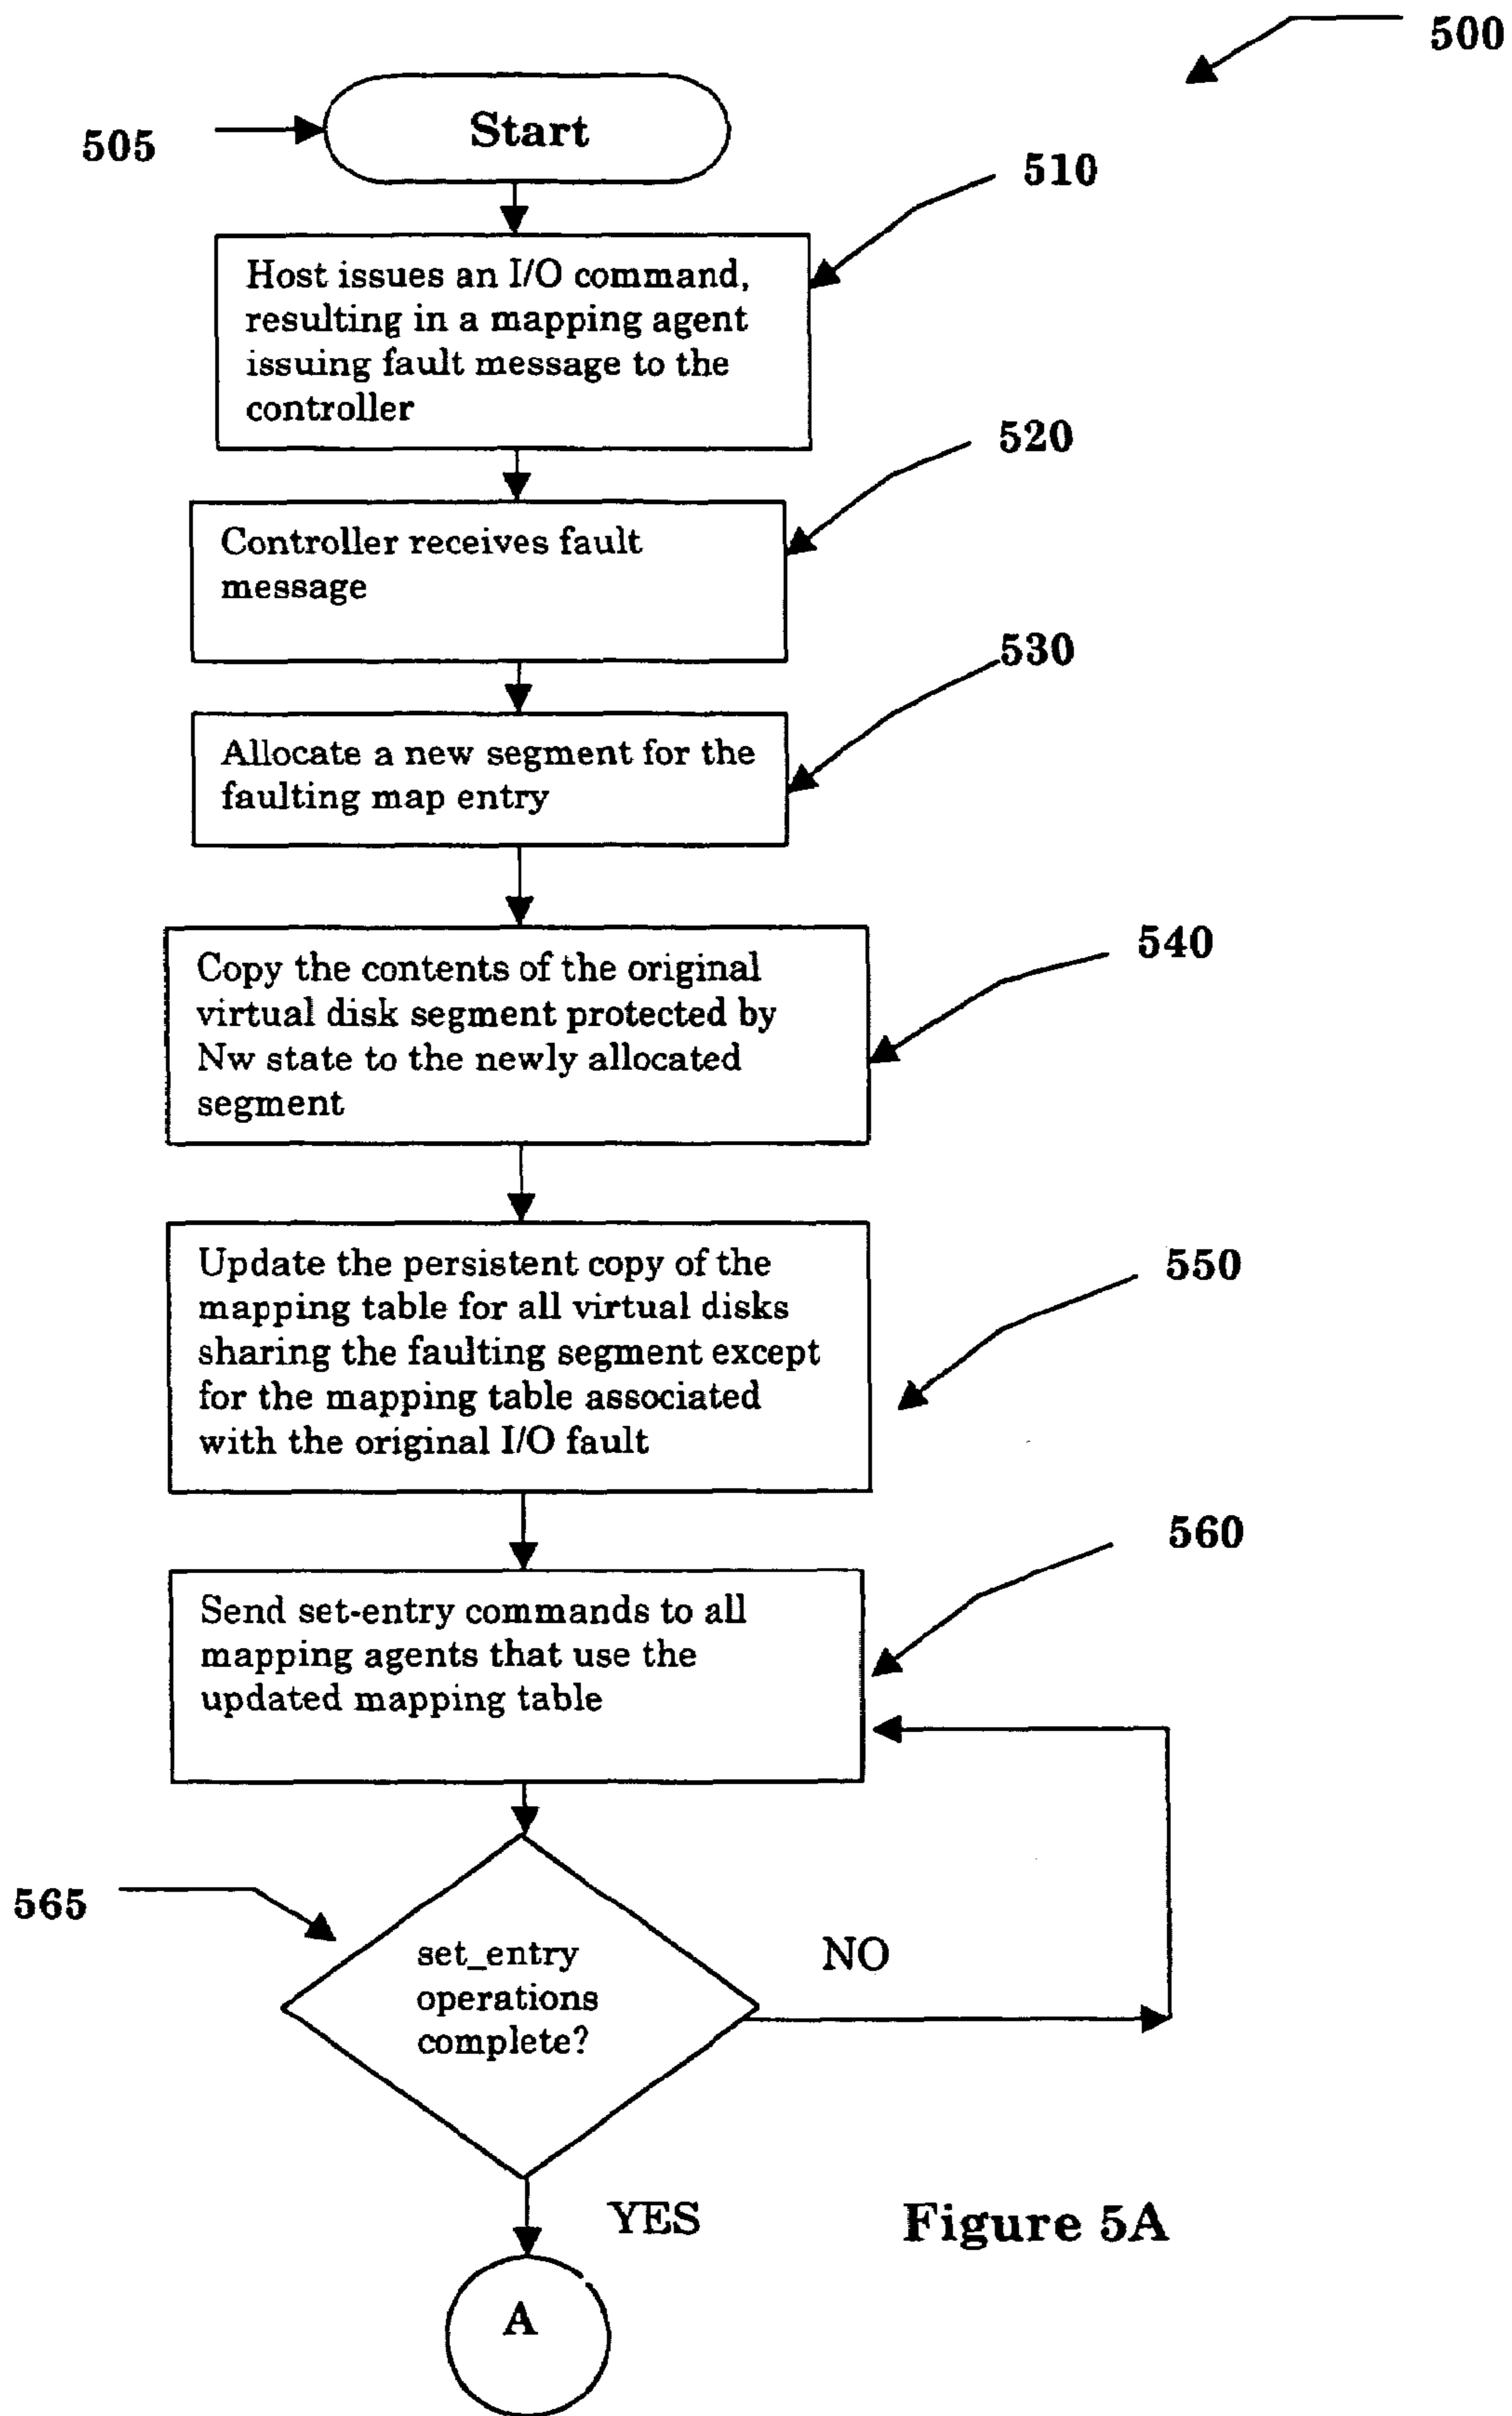 500
505
Start
510
Host issues an I/O command,
resulting in a mapping agent
issuing fault message to the
controller
520
Controller receives fault
message
530
Allocate a new segment for the
faulting map entry
540
Copy the contents of the original
virtual disk segment protected by
Nw state to the newly allocated
segment
550
Update the persistent copy of the
mapping table for all virtual disks
sharing the faulting segment except
for the mapping table associated
with the original I/O fault
560
Send set-entry commands to all
mapping agents that use the
updated mapping table
565
set_entry
operations
complete?
NO
YES
Figure 5A
A